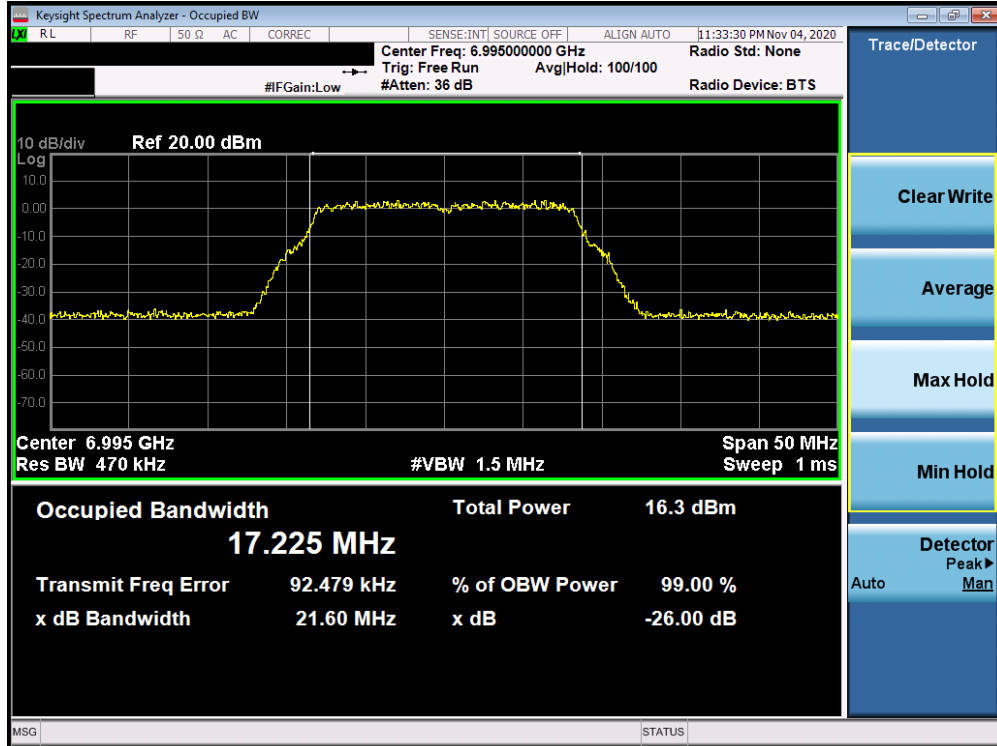 Keysight Spectrum Analyzer - Occupied BW
LXI RL RF 50 Ω AC CORREC SENSE:INT SOURCE OFF ALIGN AUTO 11:33:30 PM Nov 04, 2020
Center Freq: 6.995000000 GHz Radio Std: None
Trig: Free Run Avg|Hold: 100/100
#IFGain:Low #Atten: 36 dB Radio Device: BTS
10 dB/div Ref 20.00 dBm
Log
10.0
0.00
-10.0
-20.0
-30.0
-40.0
-50.0
-60.0
-70.0
Center 6.995 GHz Span 50 MHz
Res BW 470 kHz #VBW 1.5 MHz Sweep 1 ms
Occupied Bandwidth Total Power 16.3 dBm
17.225 MHz
Transmit Freq Error 92.479 kHz % of OBW Power 99.00 %
x dB Bandwidth 21.60 MHz x dB -26.00 dB
MSG STATUS
Trace/Detector
Clear Write
Average
Max Hold
Min Hold
Detector
Peak▶
Auto Man